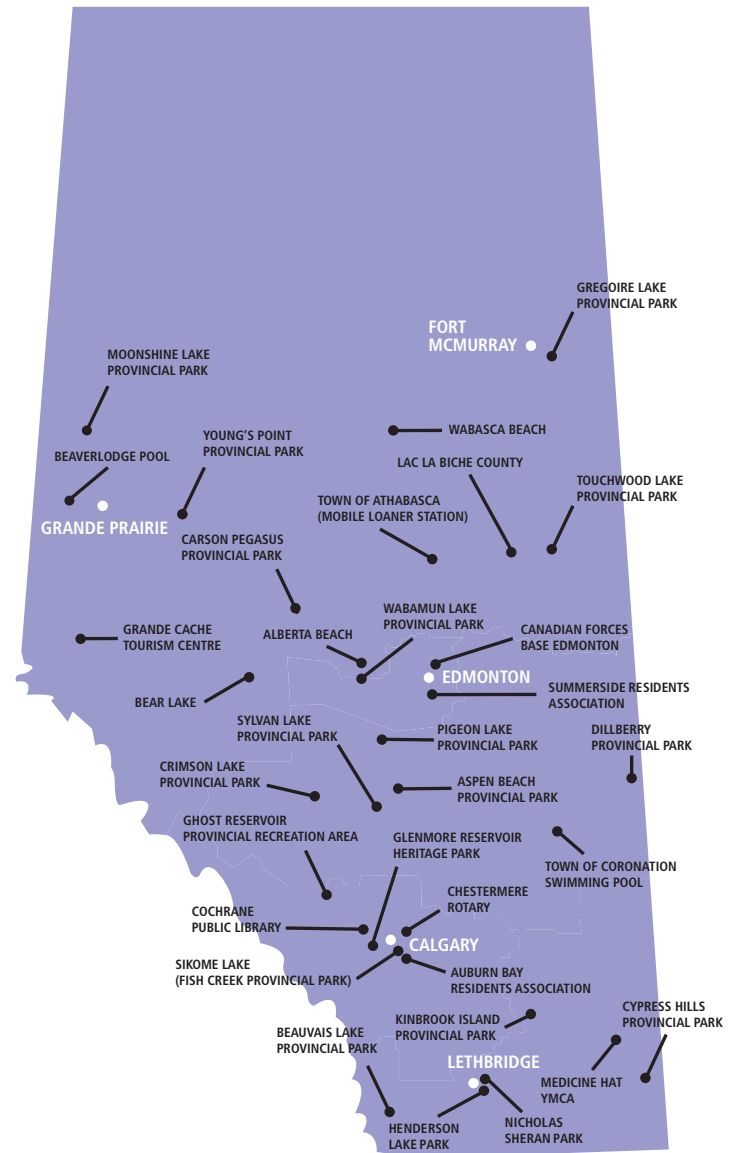 GREGOIRE LAKE
PROVINCIAL PARK
FORT
MCMURRAY
MOONSHINE LAKE
PROVINCIAL PARK
WABASCA BEACH
YOUNG'S POINT
PROVINCIAL PARK
BEAVERLODGE POOL
LAC LA BICHE COUNTY
TOUCHWOOD LAKE
PROVINCIAL PARK
TOWN OF ATHABASCA
(MOBILE LOANER STATION)
GRANDE PRAIRIE
CARSON PEGASUS
PROVINCIAL PARK
WABAMUN LAKE
PROVINCIAL PARK
GRANDE CACHE
TOURISM CENTRE
ALBERTA BEACH
CANADIAN FORCES
BASE EDMONTON
EDMONTON
BEAR LAKE
SUMMERSIDE RESIDENTS
ASSOCIATION
SYLVAN LAKE
PROVINCIAL PARK
PIGEON LAKE
PROVINCIAL PARK
DILLBERRY
PROVINCIAL PARK
CRIMSON LAKE
PROVINCIAL PARK
ASPEN BEACH
PROVINCIAL PARK
GHOST RESERVOIR
PROVINCIAL RECREATION AREA
GLENMORE RESERVOIR
HERITAGE PARK
TOWN OF CORONATION
SWIMMING POOL
CHESTERMERE
ROTARY
COCHRANE
PUBLIC LIBRARY
CALGARY
SIKOME LAKE
(FISH CREEK PROVINCIAL PARK)
AUBURN BAY
RESIDENTS ASSOCIATION
CYPRESS HILLS
PROVINCIAL PARK
KINBROOK ISLAND
PROVINCIAL PARK
BEAUVAIS LAKE
PROVINCIAL PARK
LETHBRIDGE
MEDICINE HAT
YMCA
HENDERSON
LAKE PARK
NICHOLAS
SHERAN PARK